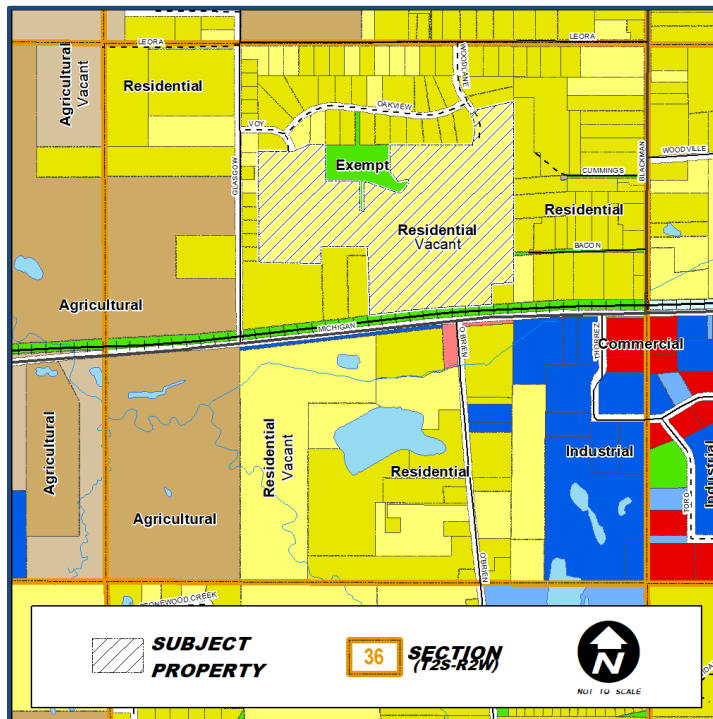 LEORA
LEORA
Agricultural
Vacant
Residential
WOODLANE
OAKVIEW
VOY
GLASGOW
BLACKMAN
WOODVILLE
Exempt
CUMMINGS
Residential
Residential
Vacant
BACON
Agricultural
MICHIGAN
O'BRIEN
THORREZ
Commercial
Agricultural
Residential
Vacant
Residential
Industrial
Industrial
TORO
Agricultural
O'BRIEN
STONEWOOD CREEK
SUBJECT
PROPERTY
36
SECTION
(T2S-R2W)
N
NOT TO SCALE